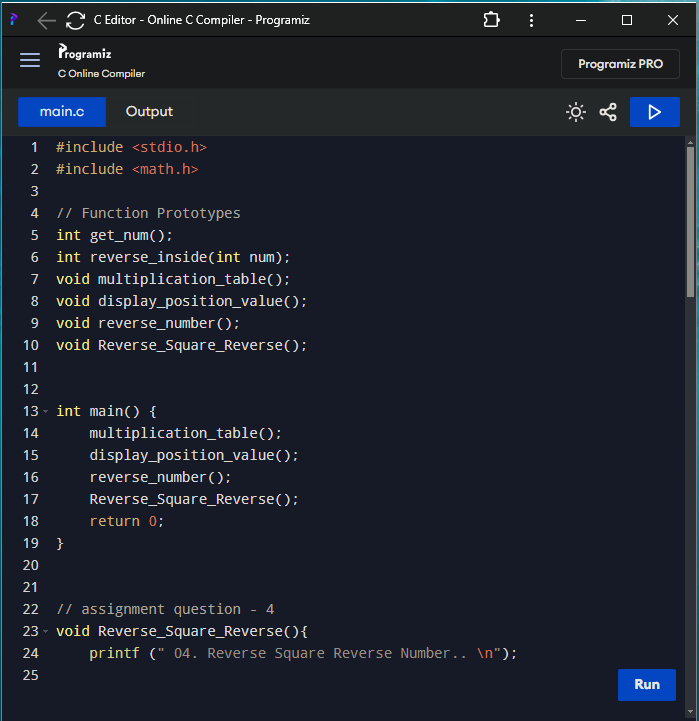 C Editor - Online C Compiler - Programiz
Programiz
C Online Compiler
Programiz PRO
main.c Output
1 #include <stdio.h>
2 #include <math.h>
3
4 // Function Prototypes
5 int get_num();
6 int reverse_inside(int num);
7 void multiplication_table();
8 void display_position_value();
9 void reverse_number();
10 void Reverse_Square_Reverse();
11
12
13 int main() {
14     multiplication_table();
15     display_position_value();
16     reverse_number();
17     Reverse_Square_Reverse();
18     return 0;
19 }
20
21
22 // assignment question - 4
23 void Reverse_Square_Reverse(){
24     printf (" 04. Reverse Square Reverse Number.. \n");
25
Run